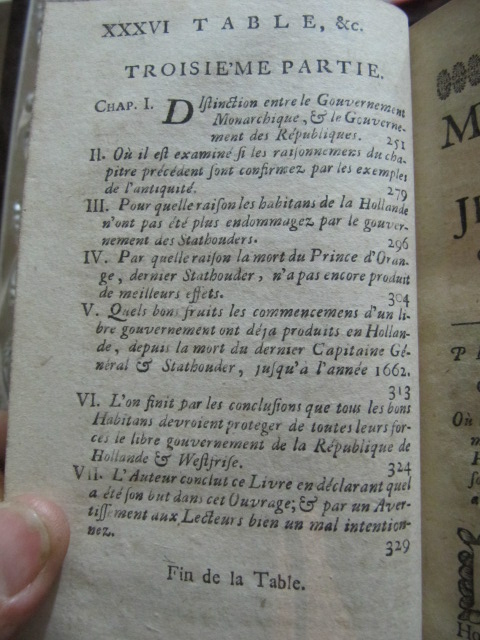 XXXVI TABLE, &c.
TROISIE'ME PARTIE.
CHAP. I. DIstinction entre le Gouvernement
Monarchique, & le Gouverne-
ment des Républiques. 251
II. Où il est examiné si les raisonnemens du cha-
pitre précédent sont confirmez par les exemples
de l'antiquité. 279
III. Pour quelle raison les habitans de la Hollande
n'ont pas été plus endommagez par le gouver-
nement des Stathouders. 296
IV. Par quelle raison la mort du Prince d'Oran-
ge, dernier Stathouder, n'a pas encore produit
de meilleurs effets. 304
V. Quels bons fruits les commencemens d'un li-
bre gouvernement ont déja produits en Hollan-
de, depuis la mort du dernier Capitaine Gé-
néral & Stathouder, jusqu'à l'année 1662.
313
VI. L'on finit par les conclusions que tous les bons
Habitans devroient proteger de toutes leurs for-
ces le libre gouvernement de la République de
Hollande & Westfrise. 324
VII. L'Auteur conclut ce Livre en déclarant quel
a été son but dans cet Ouvrage; & par un Aver-
tissement aux Lecteurs bien un mal intention-
nez. 329
Fin de la Table.
M
JE
P
Où